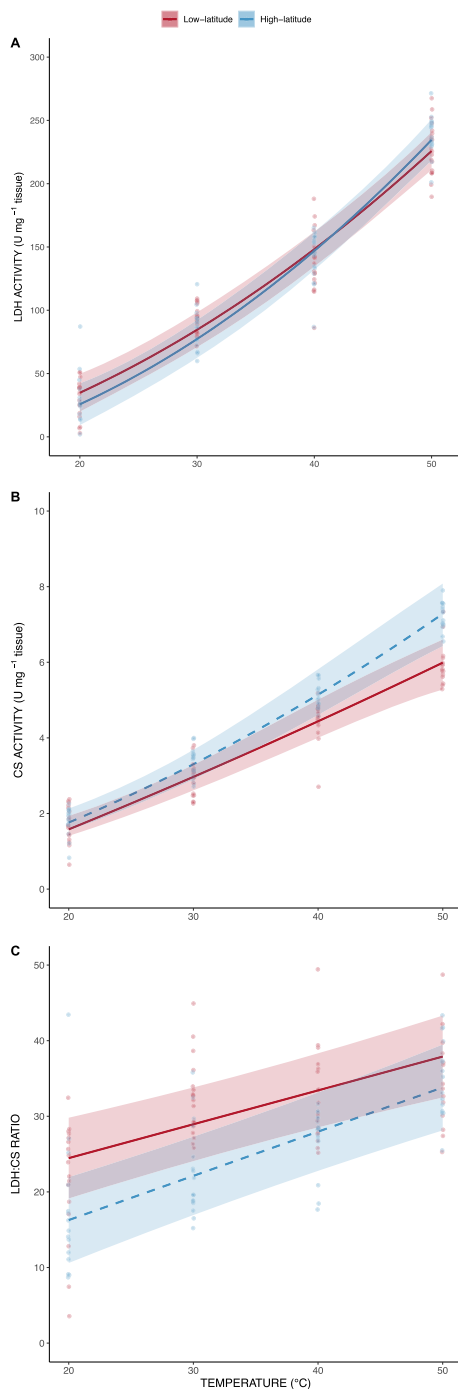 Low−latitude High−latitude
A
300
250
200
150
100
50
0
LDH ACTIVITY (U mg −1 tissue)
20 30 40 50
B
10
8
6
4
2
0
CS ACTIVITY (U mg −1 tissue)
20 30 40 50
C
50
40
30
20
10
0
LDH:CS RATIO
20 30 40 50
TEMPERATURE (°C)